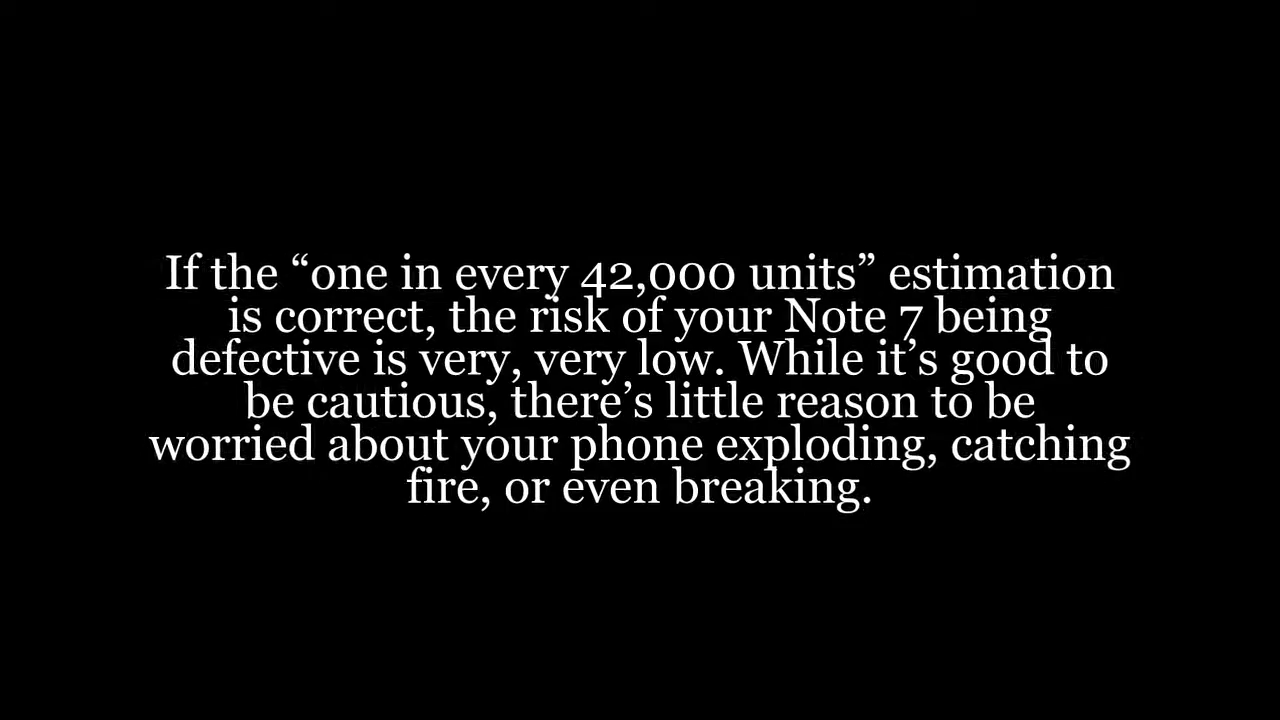 If the “one in every 42,000 units” estimation
is correct, the risk of your Note 7 being
defective is very, very low. While it’s good to
be cautious, there’s little reason to be
worried about your phone exploding, catching
fire, or even breaking.